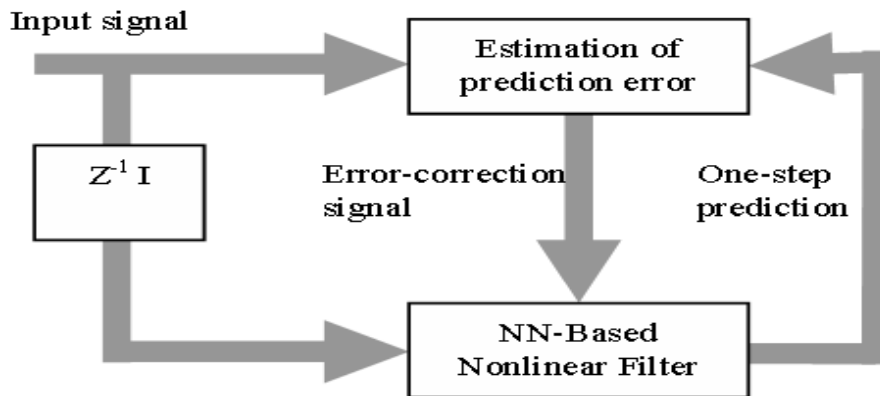 Input signal
Estimation of
prediction error
Z⁻¹ I
Error-correction
signal
One-step
prediction
NN-Based
Nonlinear Filter